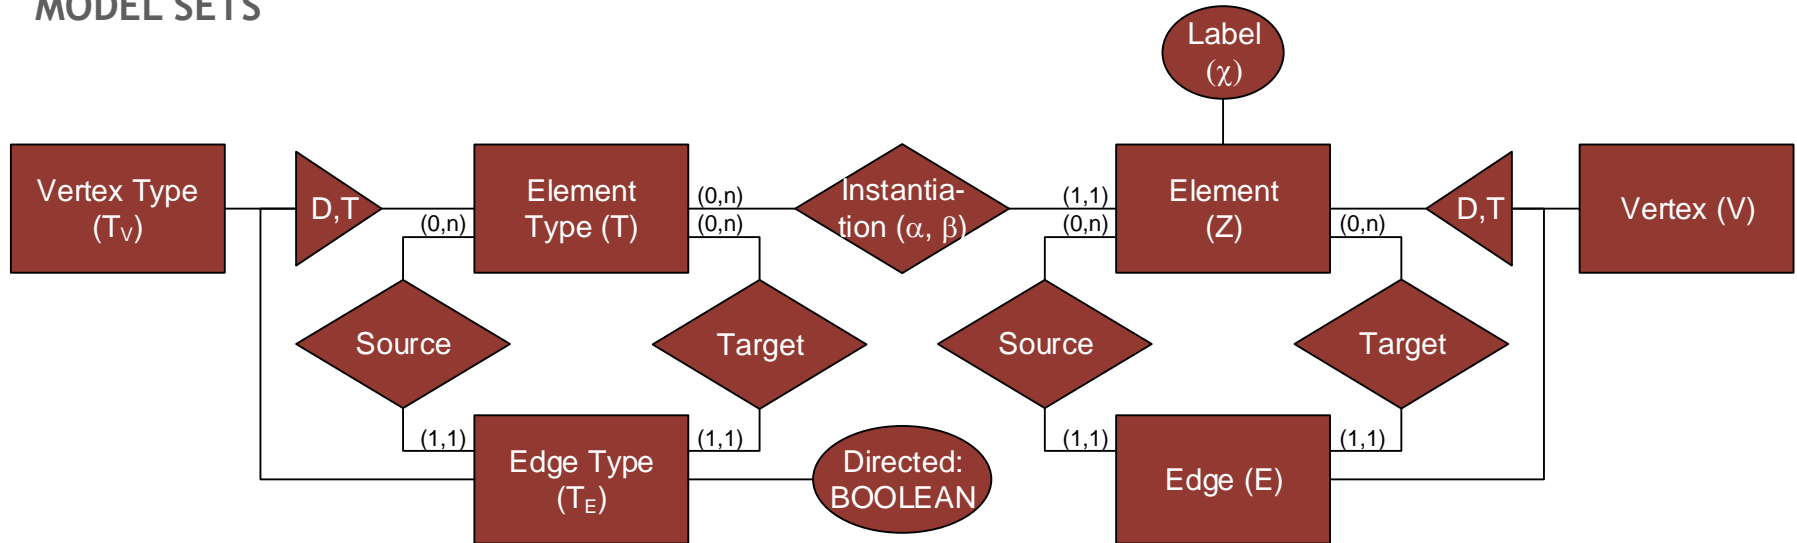 MODEL SETS
Label
(χ)
Vertex Type
(TV)
D,T
Element
Type (T)
(0,n)
(0,n)
(0,n)
Instantia-
tion (α, β)
(1,1)
(0,n)
Element
(Z)
(0,n)
D,T
Vertex (V)
Source
Target
Source
Target
(1,1)
Edge Type
(TE)
(1,1)
Directed:
BOOLEAN
(1,1)
Edge (E)
(1,1)